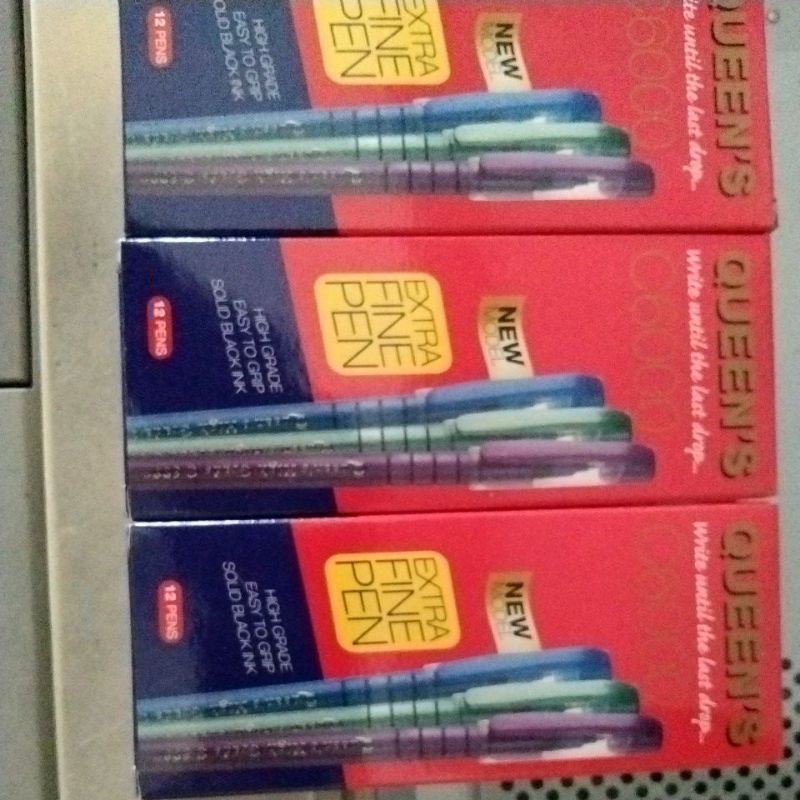 QUEEN'S
until the last drop...
NEW
MODEL
EXTRA
FINE
PEN
HIGH GRADE
EASY TO GRIP
BLACK INK
12 PENS
QUEEN'S
write until the last drop...
NEW
MODEL
EXTRA
FINE
PEN
HIGH GRADE
EASY TO GRIP
SOLID BLACK INK
12 PENS
QUEEN'S
write until the last drop...
NEW
MODEL
EXTRA
FINE
PEN
HIGH GRADE
EASY TO GRIP
SOLID BLACK INK
12 PENS